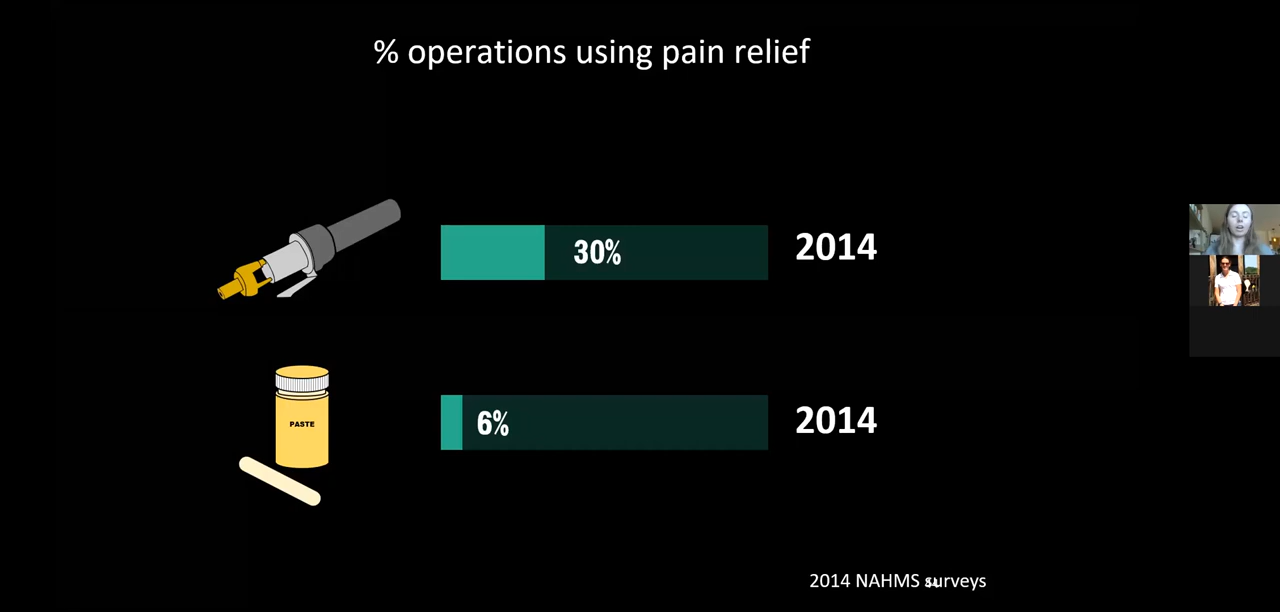 % operations using pain relief
30%
2014
PASTE
6%
2014
2014 NAHMS surveys